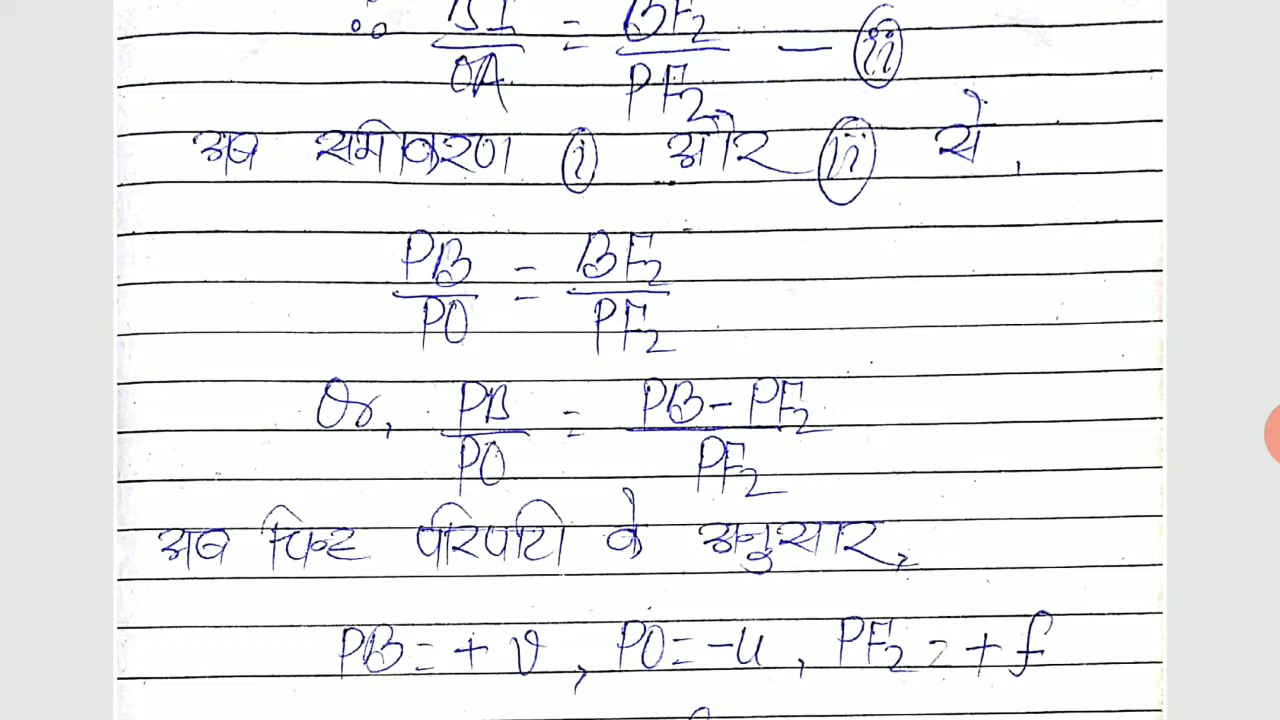 ∴ BI/OA = BF₂/PF₂ — (ii)
अब समीकरण (i) और (ii) से,
PB/PO = BF₂/PF₂
Or, PB/PO = PB-PF₂/PF₂
अब चिन्ह परिपाटि के अनुसार,
PB = +v, PO = -u, PF₂ = +f